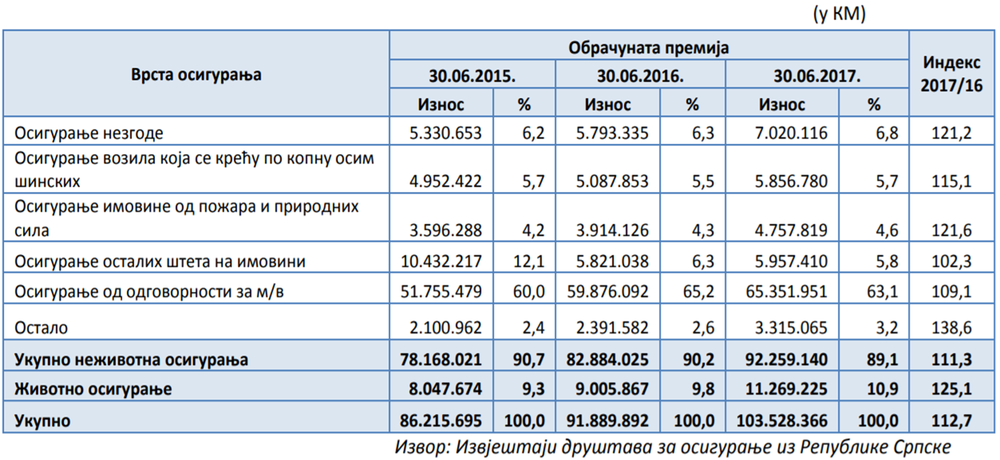 (у КМ)
Врста осигурања
Обрачуната премија
Индекс
2017/16
30.06.2015. 30.06.2016. 30.06.2017.
Износ % Износ % Износ %
Осигурање незгоде 5.330.653 6,2 5.793.335 6,3 7.020.116 6,8 121,2
Осигурање возила која се крећу по копну осим
шинских 4.952.422 5,7 5.087.853 5,5 5.856.780 5,7 115,1
Осигурање имовине од пожара и природних
сила 3.596.288 4,2 3.914.126 4,3 4.757.819 4,6 121,6
Осигурање осталих штета на имовини 10.432.217 12,1 5.821.038 6,3 5.957.410 5,8 102,3
Осигурање од одговорности за м/в 51.755.479 60,0 59.876.092 65,2 65.351.951 63,1 109,1
Остало 2.100.962 2,4 2.391.582 2,6 3.315.065 3,2 138,6
Укупно неживотна осигурања 78.168.021 90,7 82.884.025 90,2 92.259.140 89,1 111,3
Животно осигурање 8.047.674 9,3 9.005.867 9,8 11.269.225 10,9 125,1
Укупно 86.215.695 100,0 91.889.892 100,0 103.528.366 100,0 112,7
Извор: Извјештаји друштава за осигурање из Републике Српске